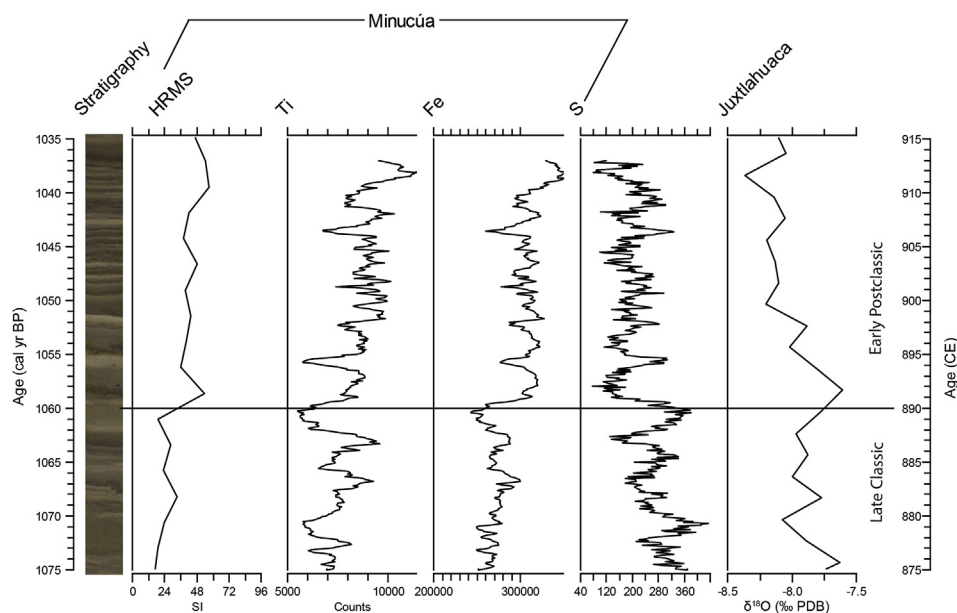 Minucúa
Stratigraphy
HRMS
Ti
Fe
S
Juxtlahuaca
1035
1040
1045
1050
1055
1060
1065
1070
1075
Age (cal yr BP)
915
910
905
900
895
890
885
880
875
Age (CE)
Early Postclassic
Late Classic
0 24 48 72 96
SI
5000 10000
Counts
200000 300000
40 120 200 280 360
-8.5 -8.0 -7.5
δ¹⁸O (‰ PDB)